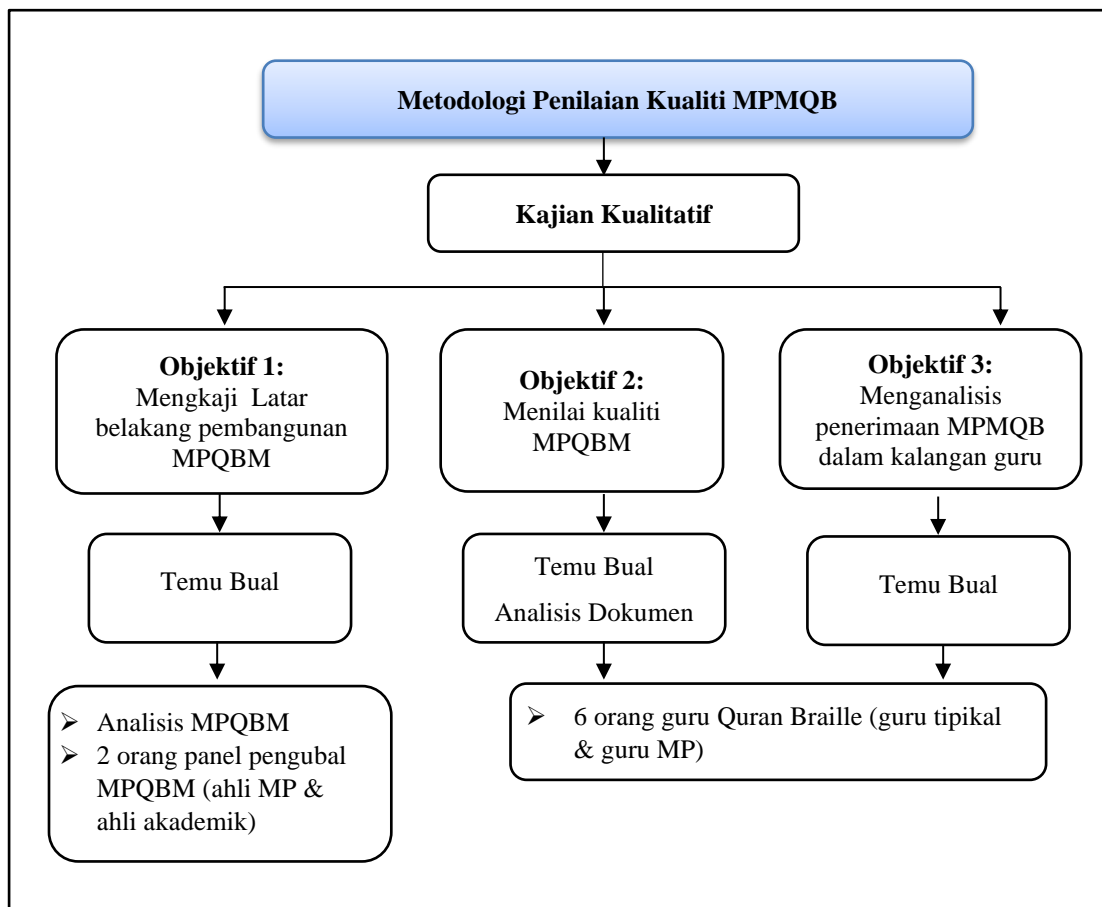 Metodologi Penilaian Kualiti MPMQB
Kajian Kualitatif
Objektif 1:
Mengkaji Latar
belakang pembangunan
MPQBM
Objektif 2:
Menilai kualiti
MPQBM
Objektif 3:
Menganalisis
penerimaan MPMQB
dalam kalangan guru
Temu Bual
Temu Bual
Analisis Dokumen
Temu Bual
➤ Analisis MPQBM
➤ 2 orang panel pengubal
MPQBM (ahli MP &
ahli akademik)
➤ 6 orang guru Quran Braille (guru tipikal
& guru MP)